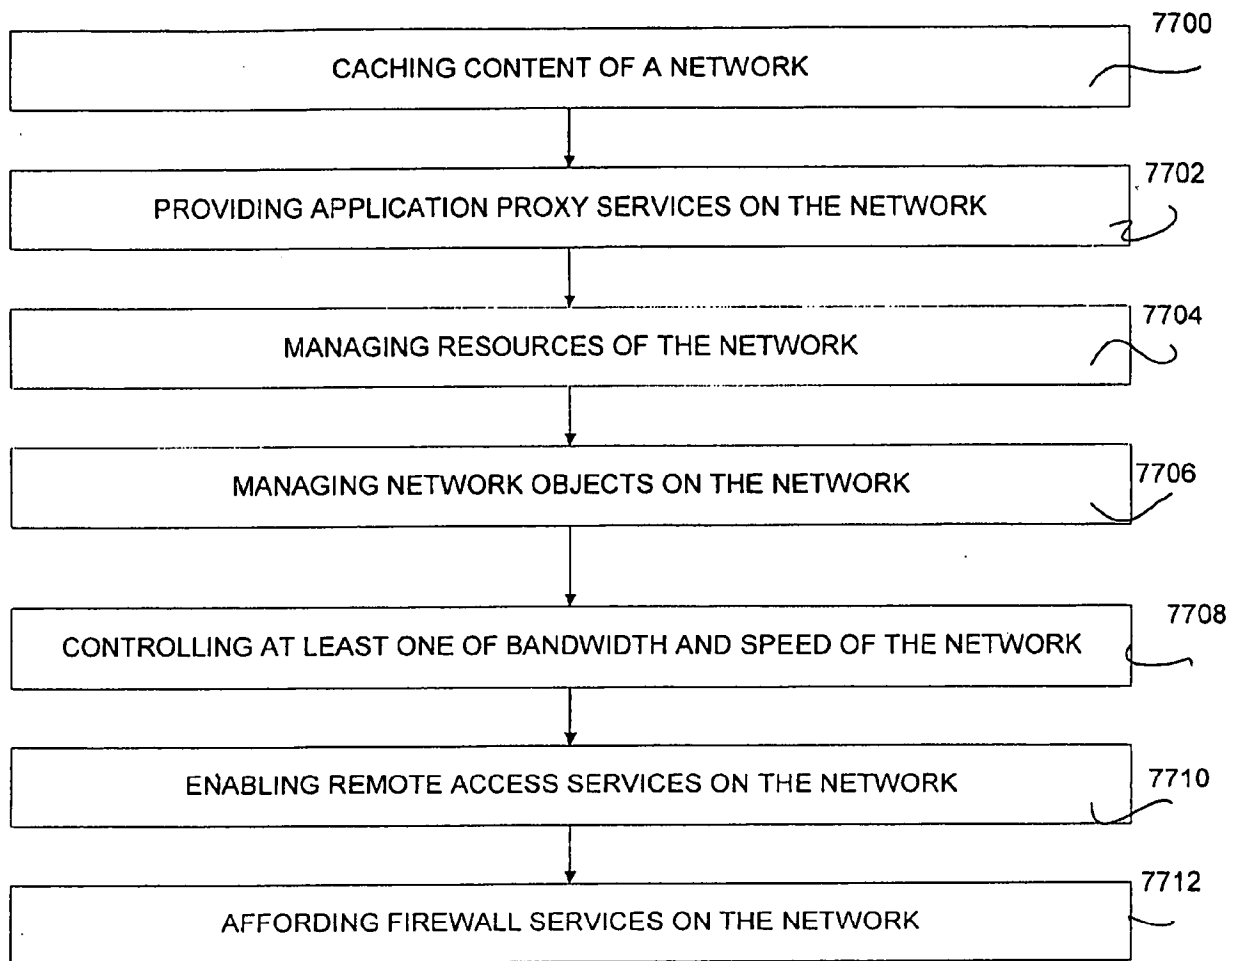 7700
CACHING CONTENT OF A NETWORK
7702
PROVIDING APPLICATION PROXY SERVICES ON THE NETWORK
7704
MANAGING RESOURCES OF THE NETWORK
7706
MANAGING NETWORK OBJECTS ON THE NETWORK
7708
CONTROLLING AT LEAST ONE OF BANDWIDTH AND SPEED OF THE NETWORK
7710
ENABLING REMOTE ACCESS SERVICES ON THE NETWORK
7712
AFFORDING FIREWALL SERVICES ON THE NETWORK